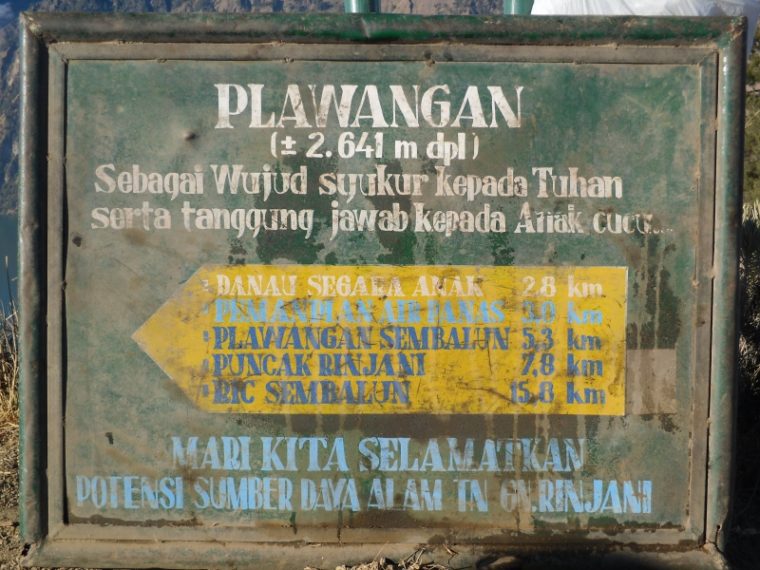 PLAWANGAN
(± 2.641 m dpl)
Sebagai Wujud syukur kepada Tuhan
serta tanggung jawab kepada Anak cucu...
: DANAU SEGARA ANAK 2.8 km
: PEMANDIAN AIR PANAS 3.0 km
: PLAWANGAN SEMBALUN 5,3 km
: PUNCAK RINJANI 7,8 km
: RIC SEMBALUN 15,8 km
MARI KITA SELAMATKAN
POTENSI SUMBER DAYA ALAM TN GN.RINJANI